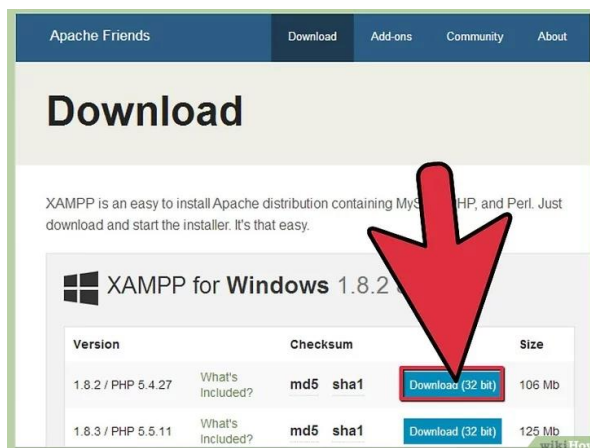 Apache Friends Download Add-ons Community About
Download
XAMPP is an easy to install Apache distribution containing PHP, and Perl. Just
download and start the installer. It's that easy.
XAMPP for Windows 1.8.2
Version Checksum Size
1.8.2 / PHP 5.4.27 What's Included? md5 sha1 Download (32 bit) 106 Mb
1.8.3 / PHP 5.5.11 What's Included? md5 sha1 Download (32 bit) 125 Mb
wikiHow